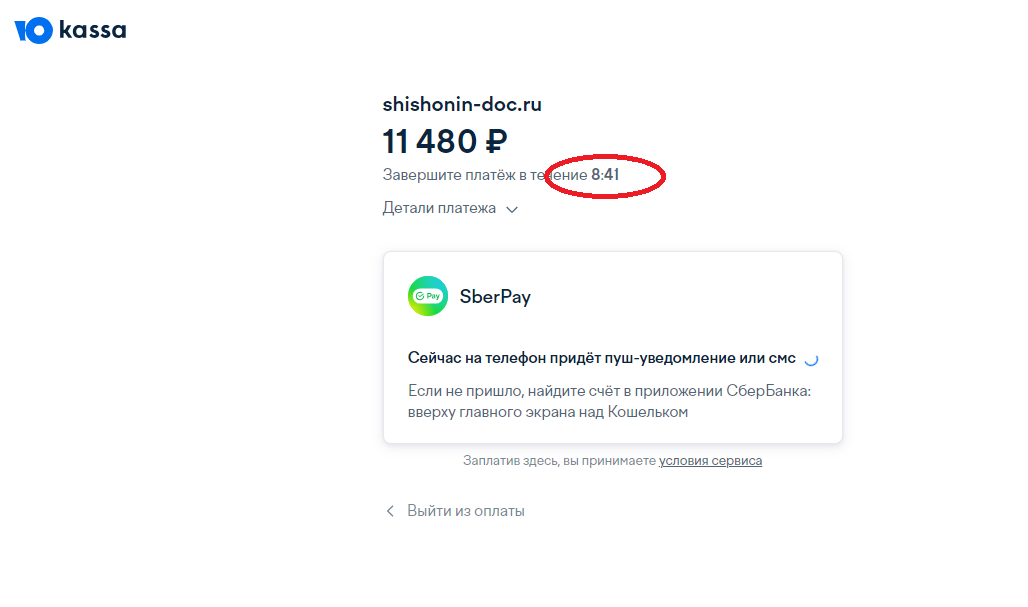 Ю kassa
shishonin-doc.ru
11 480 ₽
Завершите платёж в течение 8:41
Детали платежа
Pay
SberPay
Сейчас на телефон придёт пуш-уведомление или смс
Если не пришло, найдите счёт в приложении СберБанка:
вверху главного экрана над Кошельком
Заплатив здесь, вы принимаете условия сервиса
Выйти из оплаты